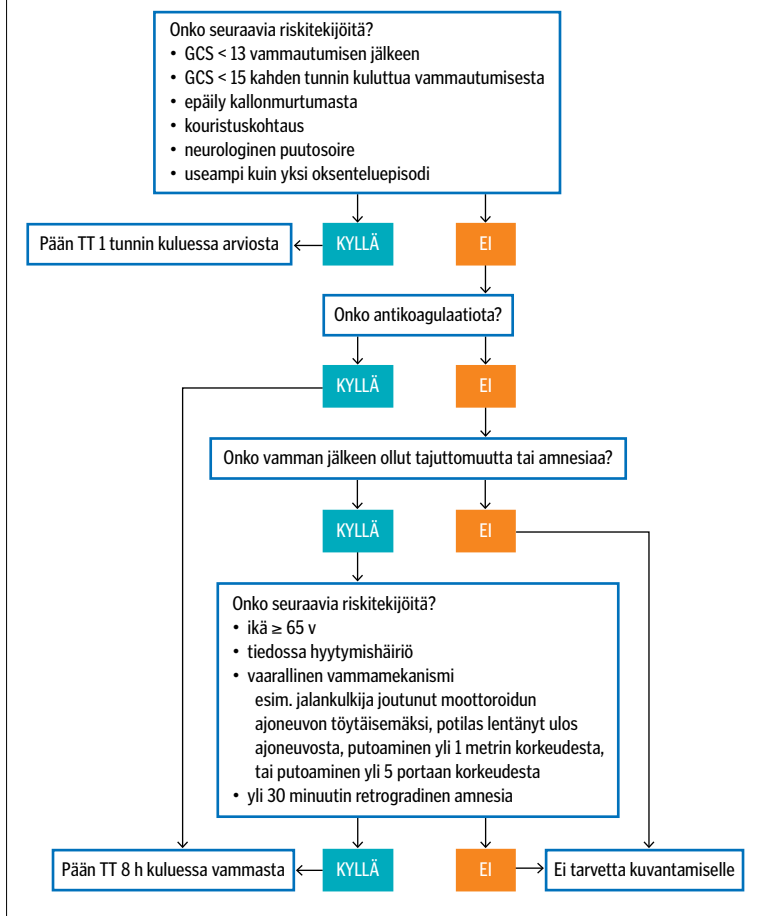 Onko seuraavia riskitekijöitä?
• GCS < 13 vammautumisen jälkeen
• GCS < 15 kahden tunnin kuluttua vammautumisesta
• epäily kallonmurtumasta
• kouristuskohtaus
• neurologinen puutosoire
• useampi kuin yksi oksenteluepisodi
Pään TT 1 tunnin kuluessa arviosta
KYLLÄ
EI
Onko antikoagulaatiota?
KYLLÄ
EI
Onko vamman jälkeen ollut tajuttomuutta tai amnesiaa?
KYLLÄ
EI
Onko seuraavia riskitekijöitä?
• ikä ≥ 65 v
• tiedossa hyytymishäiriö
• vaarallinen vammamekanismi
esim. jalankulkija joutunut moottoroidun
ajoneuvon töytäisemäksi, potilas lentänyt ulos
ajoneuvosta, putoaminen yli 1 metrin korkeudesta,
tai putoaminen yli 5 portaan korkeudesta
• yli 30 minuutin retrogradinen amnesia
Pään TT 8 h kuluessa vammasta
KYLLÄ
EI
Ei tarvetta kuvantamiselle